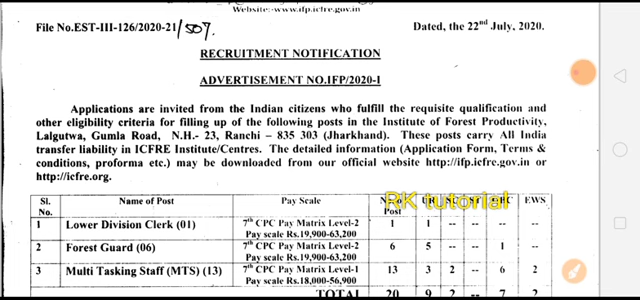 Website:-www.ifp.icfre.gov.in
File No.EST-III-126/2020-21/507. Dated, the 22nd July, 2020.
RECRUITMENT NOTIFICATION
ADVERTISEMENT NO.IFP/2020-I
Applications are invited from the Indian citizens who fulfill the requisite qualification and
other eligibility criteria for filling up of the following posts in the Institute of Forest Productivity,
Lalgutwa, Gumla Road, N.H.- 23, Ranchi – 835 303 (Jharkhand). These posts carry All India
transfer liability in ICFRE Institute/Centres. The detailed information (Application Form, Terms &
conditions, proforma etc.) may be downloaded from our official website http://ifp.icfre.gov.in or
http://icfre.org.
Sl. No. Name of Post Pay Scale Post EWS
RK tutorial
1 Lower Division Clerk (01) 7th CPC Pay Matrix Level-2 1 1 -- -- -- --
Pay scale Rs.19,900-63,200
2 Forest Guard (06) 7th CPC Pay Matrix Level-2 6 5 -- -- 1 --
Pay scale Rs.19,900-63,200
3 Multi Tasking Staff (MTS) (13) 7th CPC Pay Matrix Level-1 13 3 2 -- 6 2
Pay scale Rs.18,000-56,900
TOTAL 20 9 2 -- 7 2